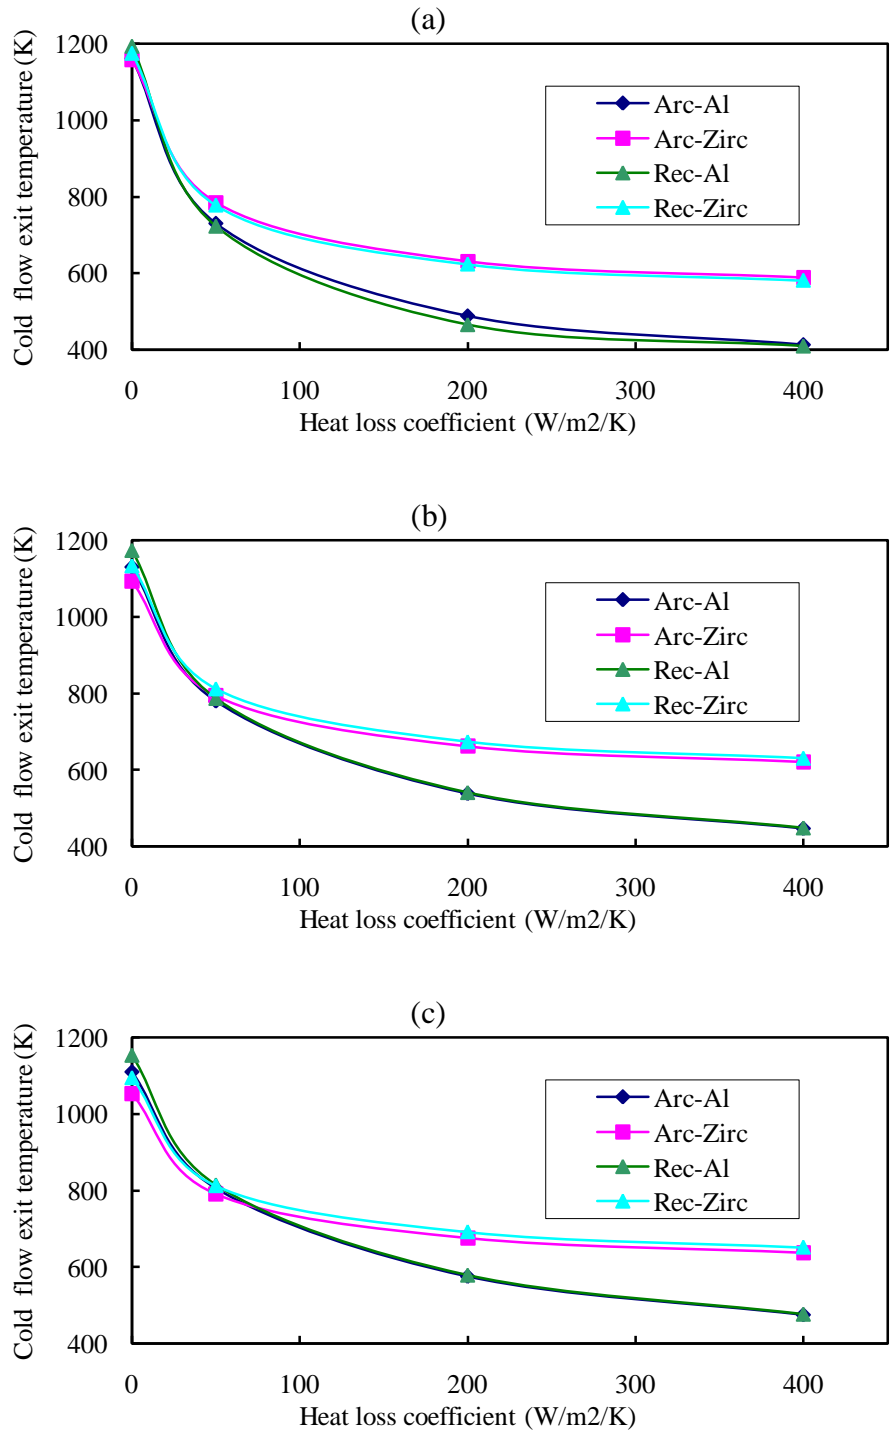 (a)
Cold flow exit temperature (K)
1200
1000
800
600
400
0 100 200 300 400
Heat loss coefficient (W/m2/K)
Arc-Al
Arc-Zirc
Rec-Al
Rec-Zirc
(b)
Cold flow exit temperature (K)
1200
1000
800
600
400
0 100 200 300 400
Heat loss coefficient (W/m2/K)
Arc-Al
Arc-Zirc
Rec-Al
Rec-Zirc
(c)
Cold flow exit temperature (K)
1200
1000
800
600
400
0 100 200 300 400
Heat loss coefficient (W/m2/K)
Arc-Al
Arc-Zirc
Rec-Al
Rec-Zirc